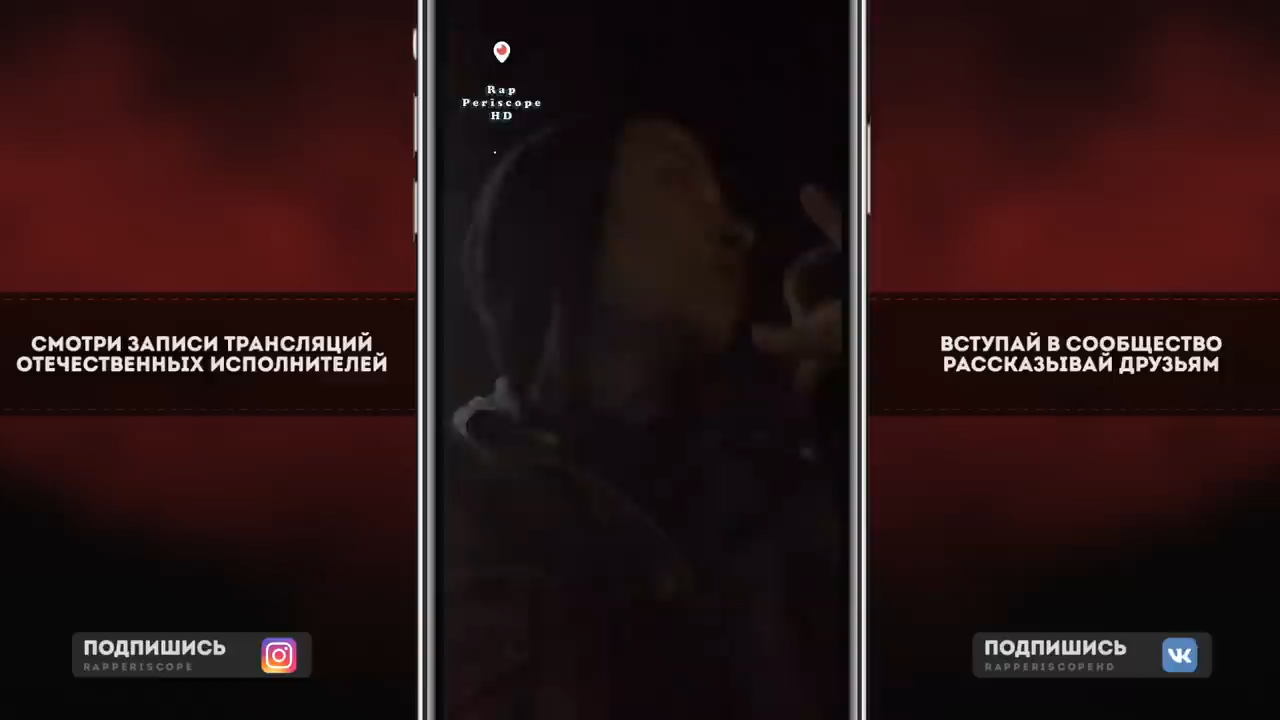 Rap
Periscope
HD
СМОТРИ ЗАПИСИ ТРАНСЛЯЦИЙ
ОТЕЧЕСТВЕННЫХ ИСПОЛНИТЕЛЕЙ
ВСТУПАЙ В СООБЩЕСТВО
РАССКАЗЫВАЙ ДРУЗЬЯМ
ПОДПИШИСЬ
RAPPERISCOPE
ПОДПИШИСЬ
RAPPERISCOPEHD